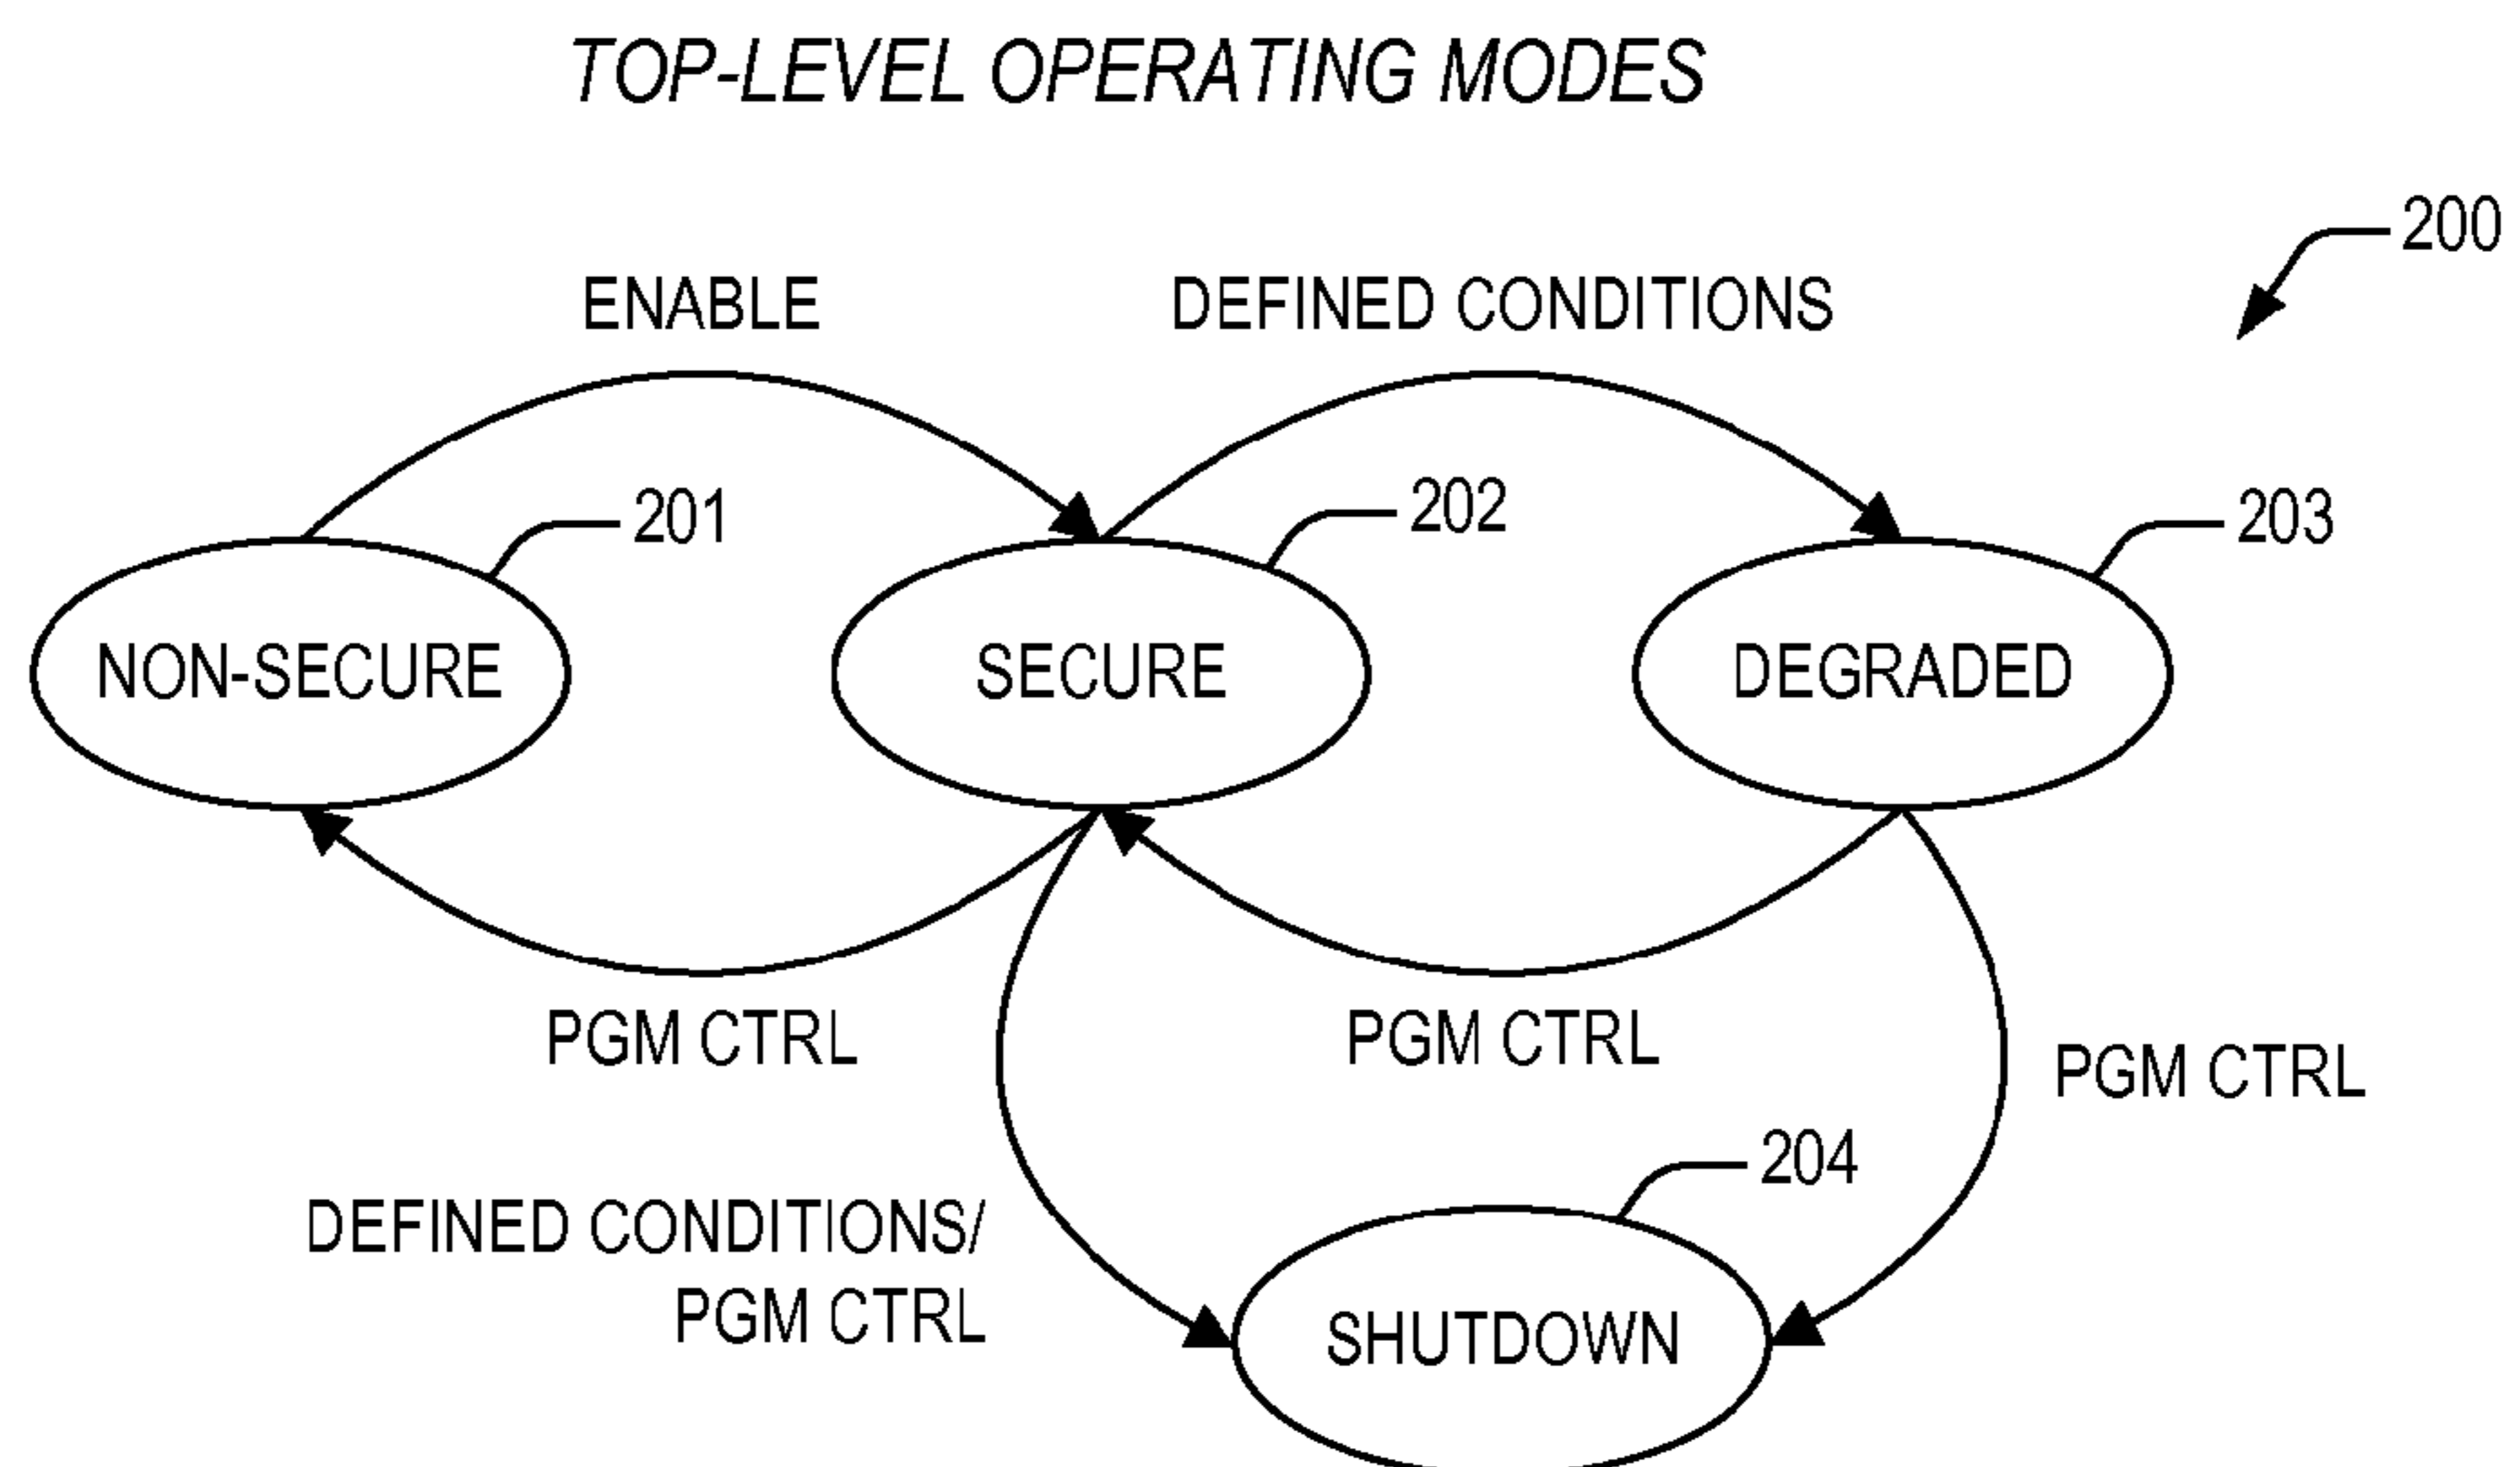 TOP-LEVEL OPERATING MODES
200
ENABLE
DEFINED CONDITIONS
201
202
203
NON-SECURE
SECURE
DEGRADED
PGM CTRL
PGM CTRL
PGM CTRL
204
DEFINED CONDITIONS/
PGM CTRL
SHUTDOWN